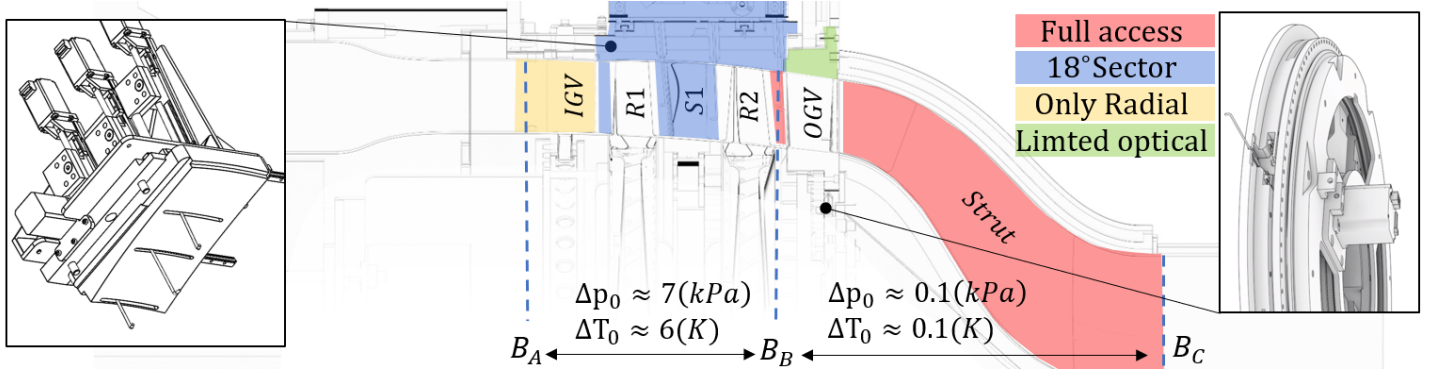 Full access
18°Sector
Only Radial
Limted optical
IGV
R1
S1
R2
OGV
Strut
Δp₀ ≈ 7(kPa)
ΔT₀ ≈ 6(K)
Δp₀ ≈ 0.1(kPa)
ΔT₀ ≈ 0.1(K)
B_A
B_B
B_C